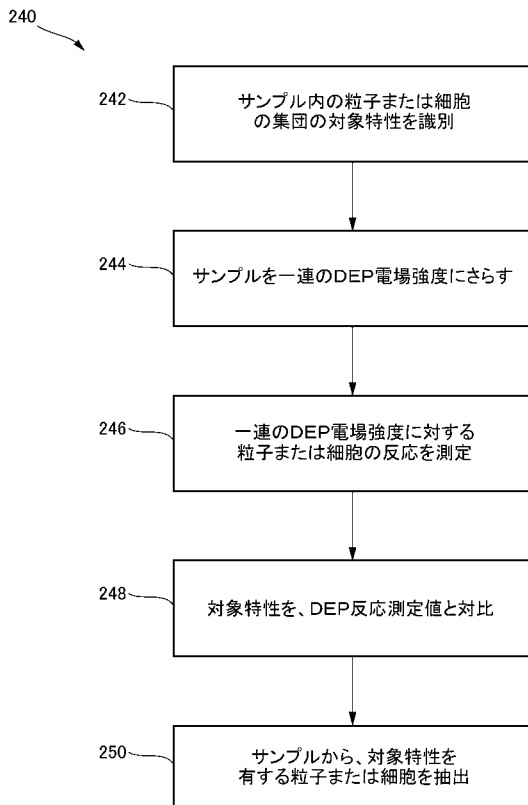 240
242
サンプル内の粒子または細胞
の集団の対象特性を識別
244
サンプルを一連のDEP電場強度にさらす
246
一連のDEP電場強度に対する
粒子または細胞の反応を測定
248
対象特性を、DEP反応測定値と対比
250
サンプルから、対象特性を
有する粒子または細胞を抽出